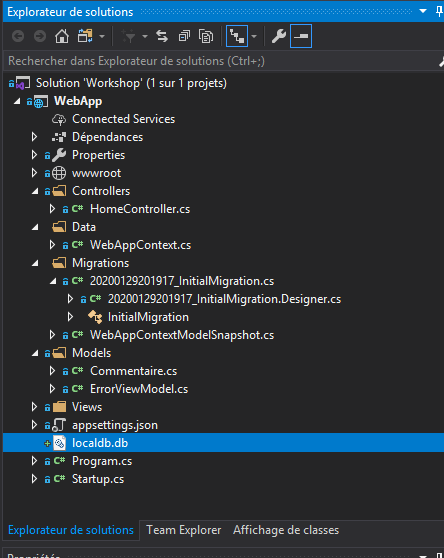 Explorateur de solutions
Rechercher dans Explorateur de solutions (Ctrl+;)
Solution 'Workshop' (1 sur 1 projets)
WebApp
Connected Services
Dépendances
Properties
wwwroot
Controllers
C# HomeController.cs
Data
C# WebAppContext.cs
Migrations
C# 20200129201917_InitialMigration.cs
C# 20200129201917_InitialMigration.Designer.cs
InitialMigration
C# WebAppContextModelSnapshot.cs
Models
C# Commentaire.cs
C# ErrorViewModel.cs
Views
appsettings.json
localdb.db
C# Program.cs
C# Startup.cs
Explorateur de solutions Team Explorer Affichage de classes